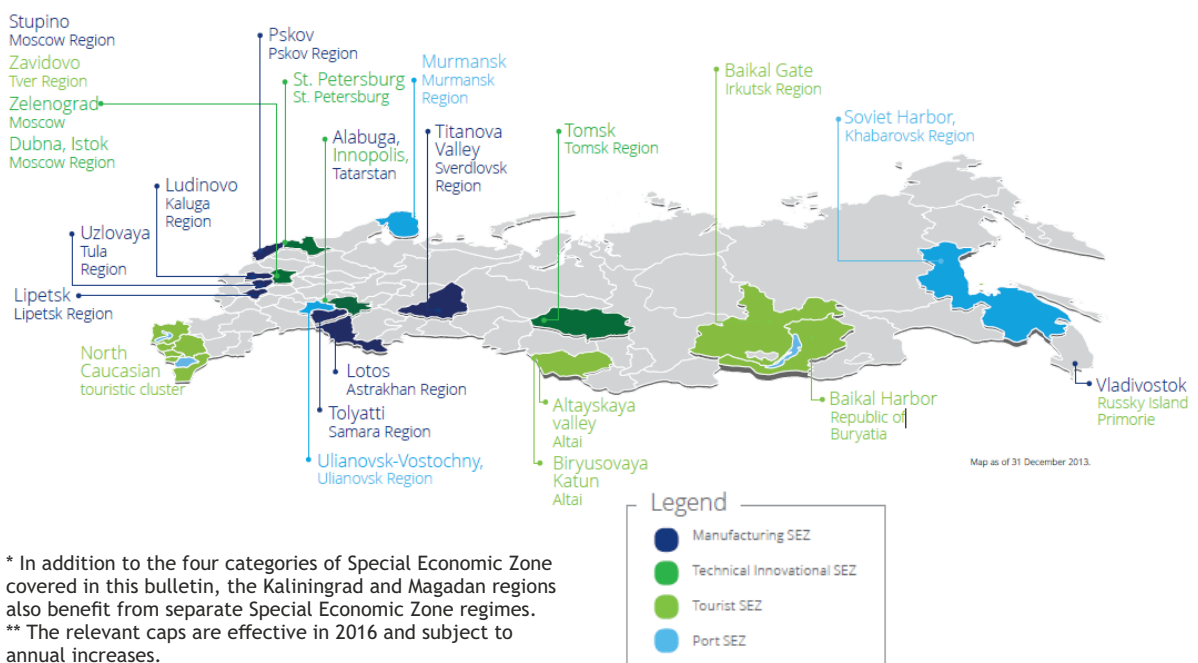 Stupino
Moscow Region
Zavidovo
Tver Region
Zelenograd
Moscow
Dubna, Istok
Moscow Region
Pskov
Pskov Region
St. Petersburg
St. Petersburg
Murmansk
Murmansk
Region
Alabuga,
Innopolis,
Tatarstan
Titanova
Valley
Sverdlovsk
Region
Tomsk
Tomsk Region
Baikal Gate
Irkutsk Region
Soviet Harbor,
Khabarovsk Region
Ludinovo
Kaluga
Region
Uzlovaya
Tula
Region
Lipetsk
Lipetsk Region
North
Caucasian
touristic cluster
Lotos
Astrakhan Region
Tolyatti
Samara Region
Ulianovsk-Vostochny,
Ulianovsk Region
Altayskaya
valley
Altai
Biryusovaya
Katun
Altai
Baikal Harbor
Republic of
Buryatia
Vladivostok
Russky Island
Primorie
Map as of 31 December 2013.
Legend
Manufacturing SEZ
Technical Innovational SEZ
Tourist SEZ
Port SEZ
* In addition to the four categories of Special Economic Zone
covered in this bulletin, the Kaliningrad and Magadan regions
also benefit from separate Special Economic Zone regimes.
** The relevant caps are effective in 2016 and subject to
annual increases.